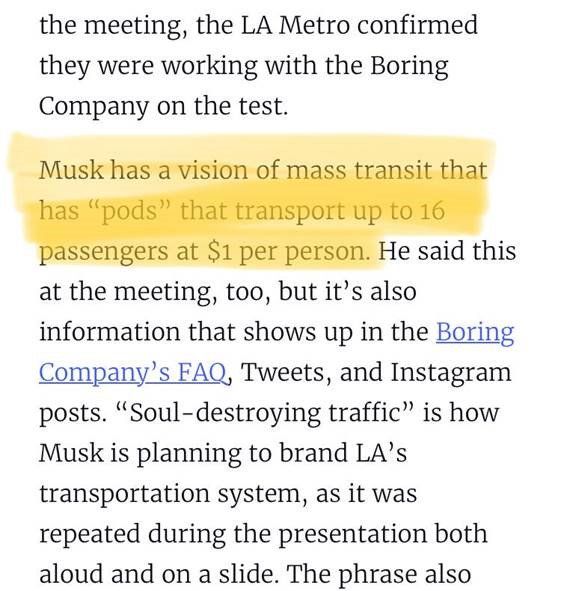 the meeting, the LA Metro confirmed
they were working with the Boring
Company on the test.
Musk has a vision of mass transit that
has “pods” that transport up to 16
passengers at $1 per person. He said this
at the meeting, too, but it’s also
information that shows up in the Boring
Company’s FAQ, Tweets, and Instagram
posts. “Soul-destroying traffic” is how
Musk is planning to brand LA’s
transportation system, as it was
repeated during the presentation both
aloud and on a slide. The phrase also